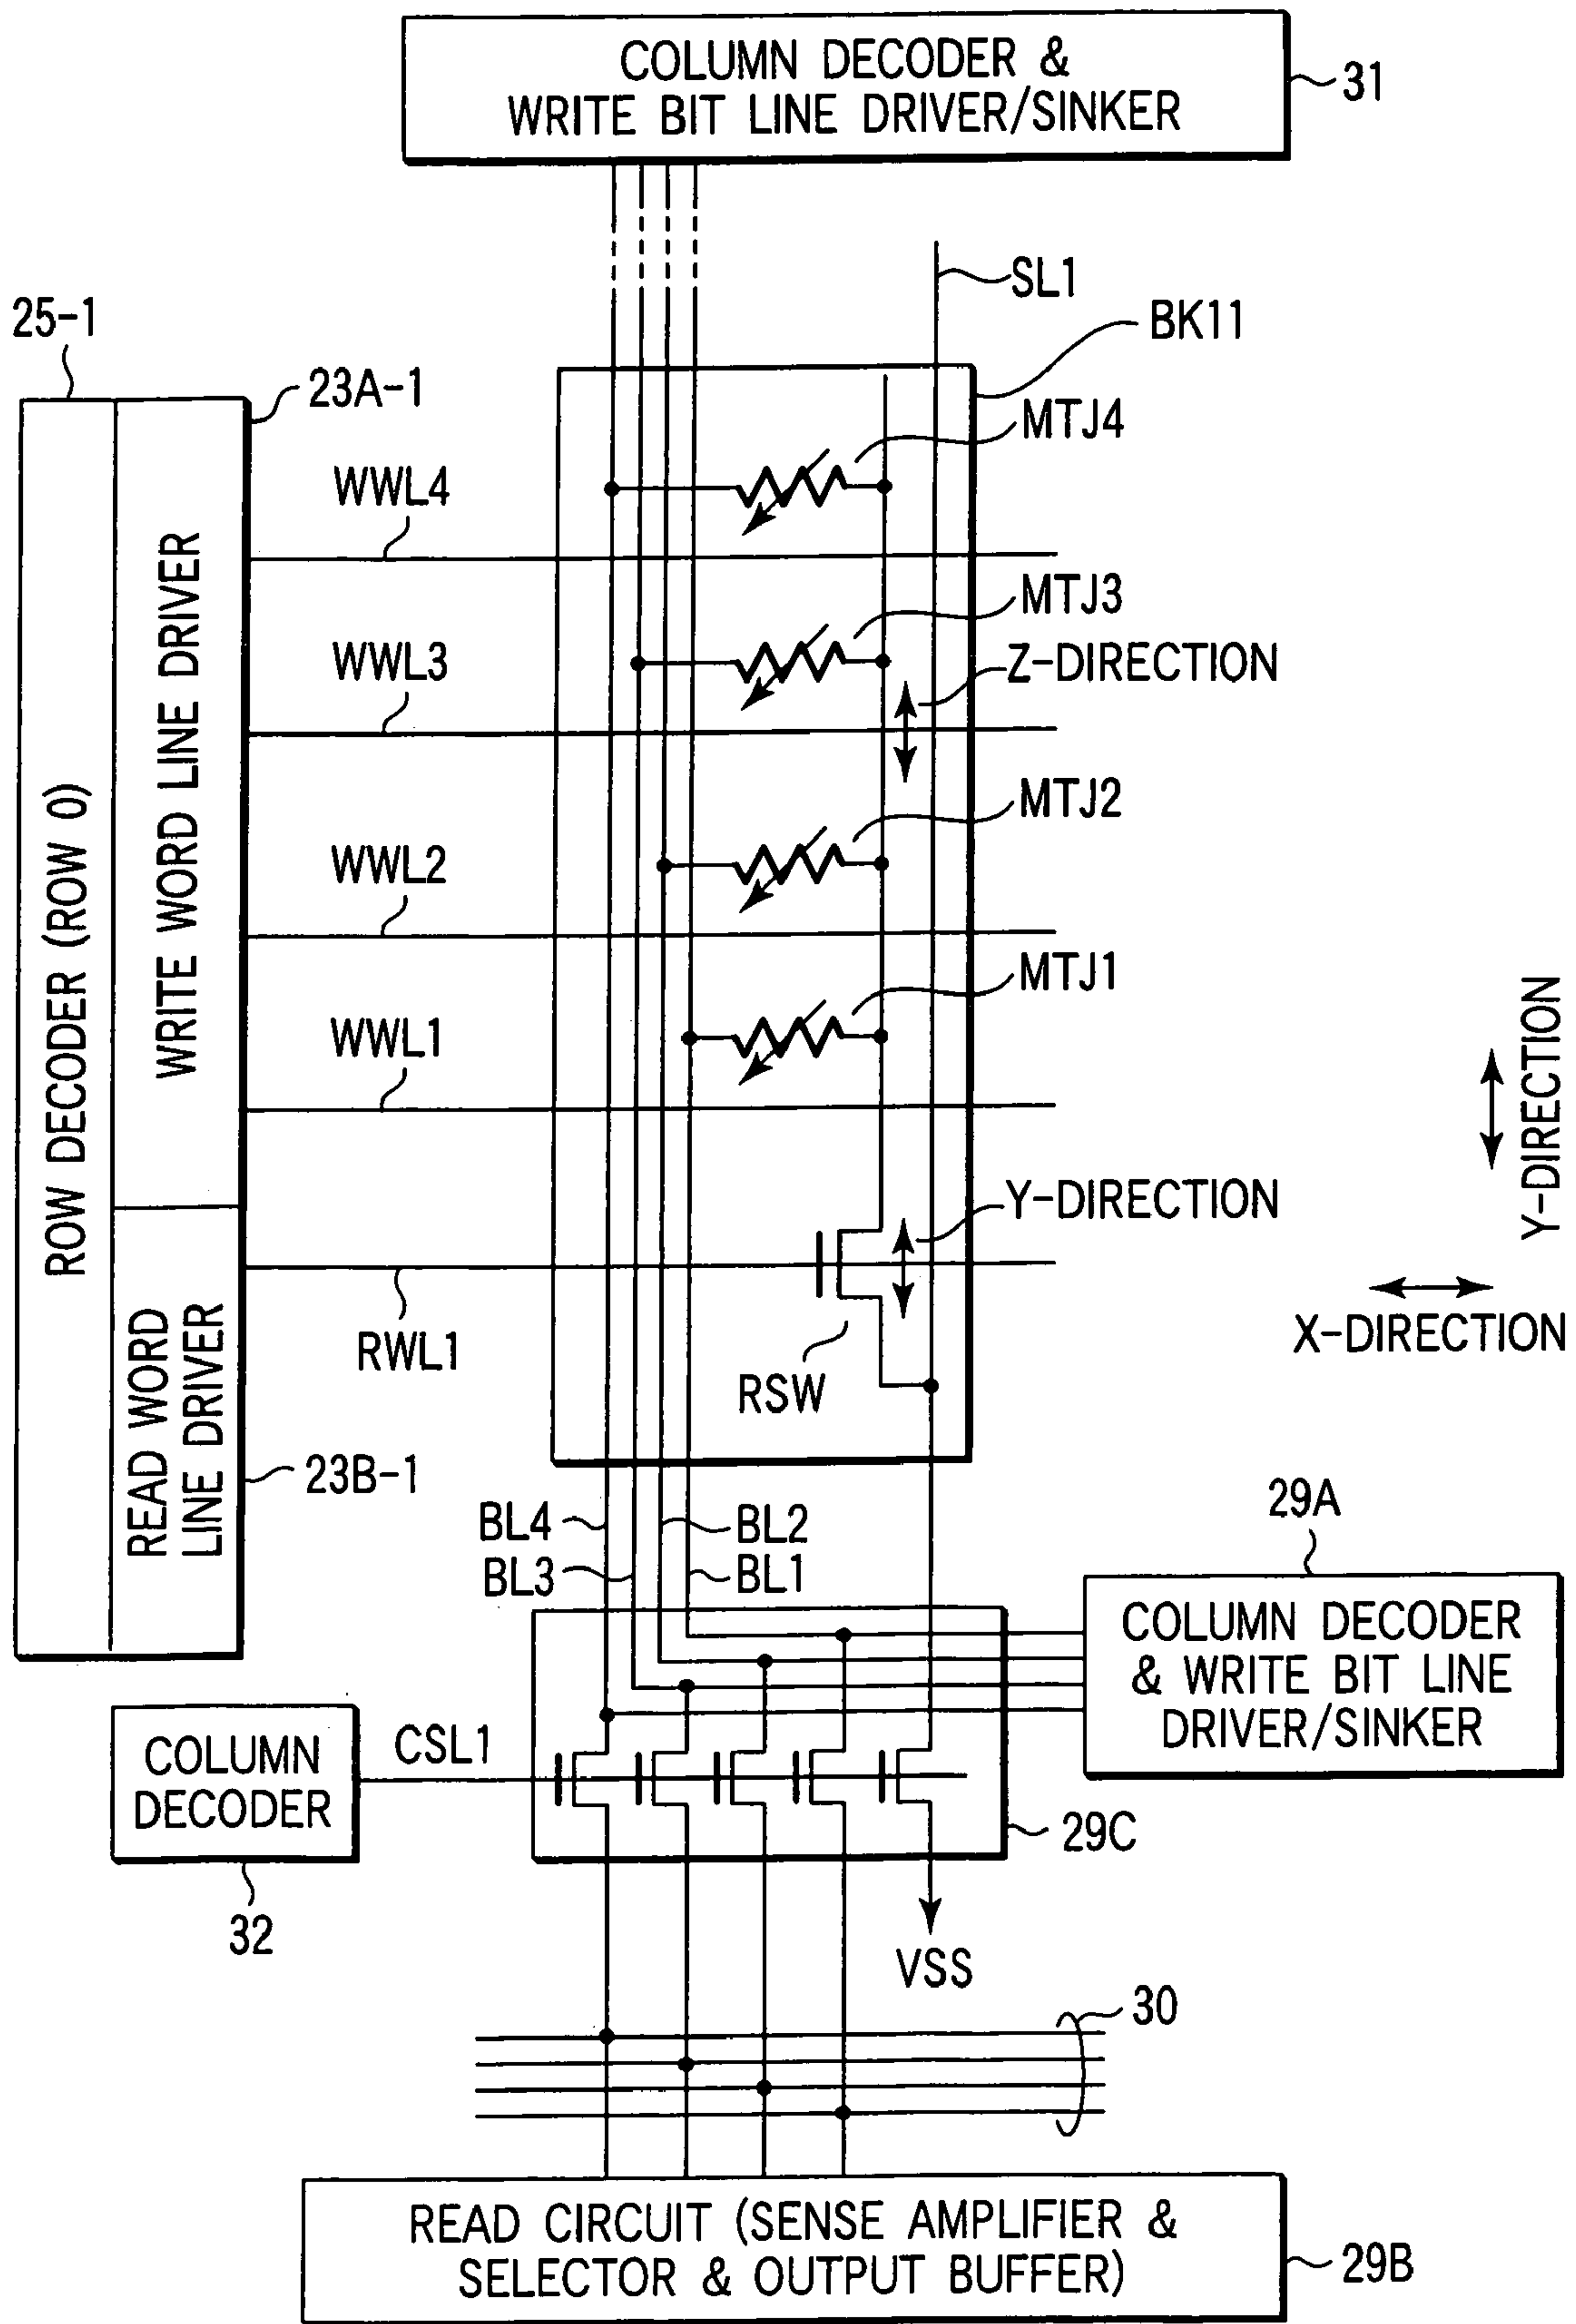 COLUMN DECODER &
WRITE BIT LINE DRIVER/SINKER
31
SL1
25-1
BK11
23A-1
MTJ4
WWL4
MTJ3
WWL3
Z-DIRECTION
MTJ2
WWL2
MTJ1
WWL1
ROW DECODER (ROW 0)
WRITE WORD LINE DRIVER
Y-DIRECTION
Y-DIRECTION
X-DIRECTION
RWL1
RSW
READ WORD
LINE DRIVER
23B-1
BL4
BL2
BL3
BL1
29A
COLUMN DECODER
& WRITE BIT LINE
DRIVER/SINKER
COLUMN
DECODER
CSL1
29C
32
VSS
30
READ CIRCUIT (SENSE AMPLIFIER &
SELECTOR & OUTPUT BUFFER)
29B